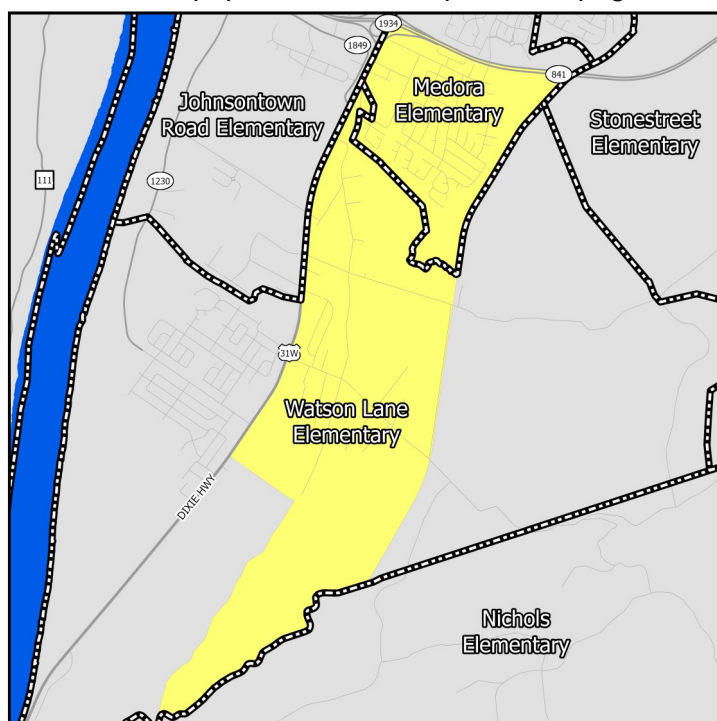 1934
1849
Medora
Elementary
841
Johnsontown
Road Elementary
Stonestreet
Elementary
111
1230
31W
Watson Lane
Elementary
DIXIE HWY
Nichols
Elementary